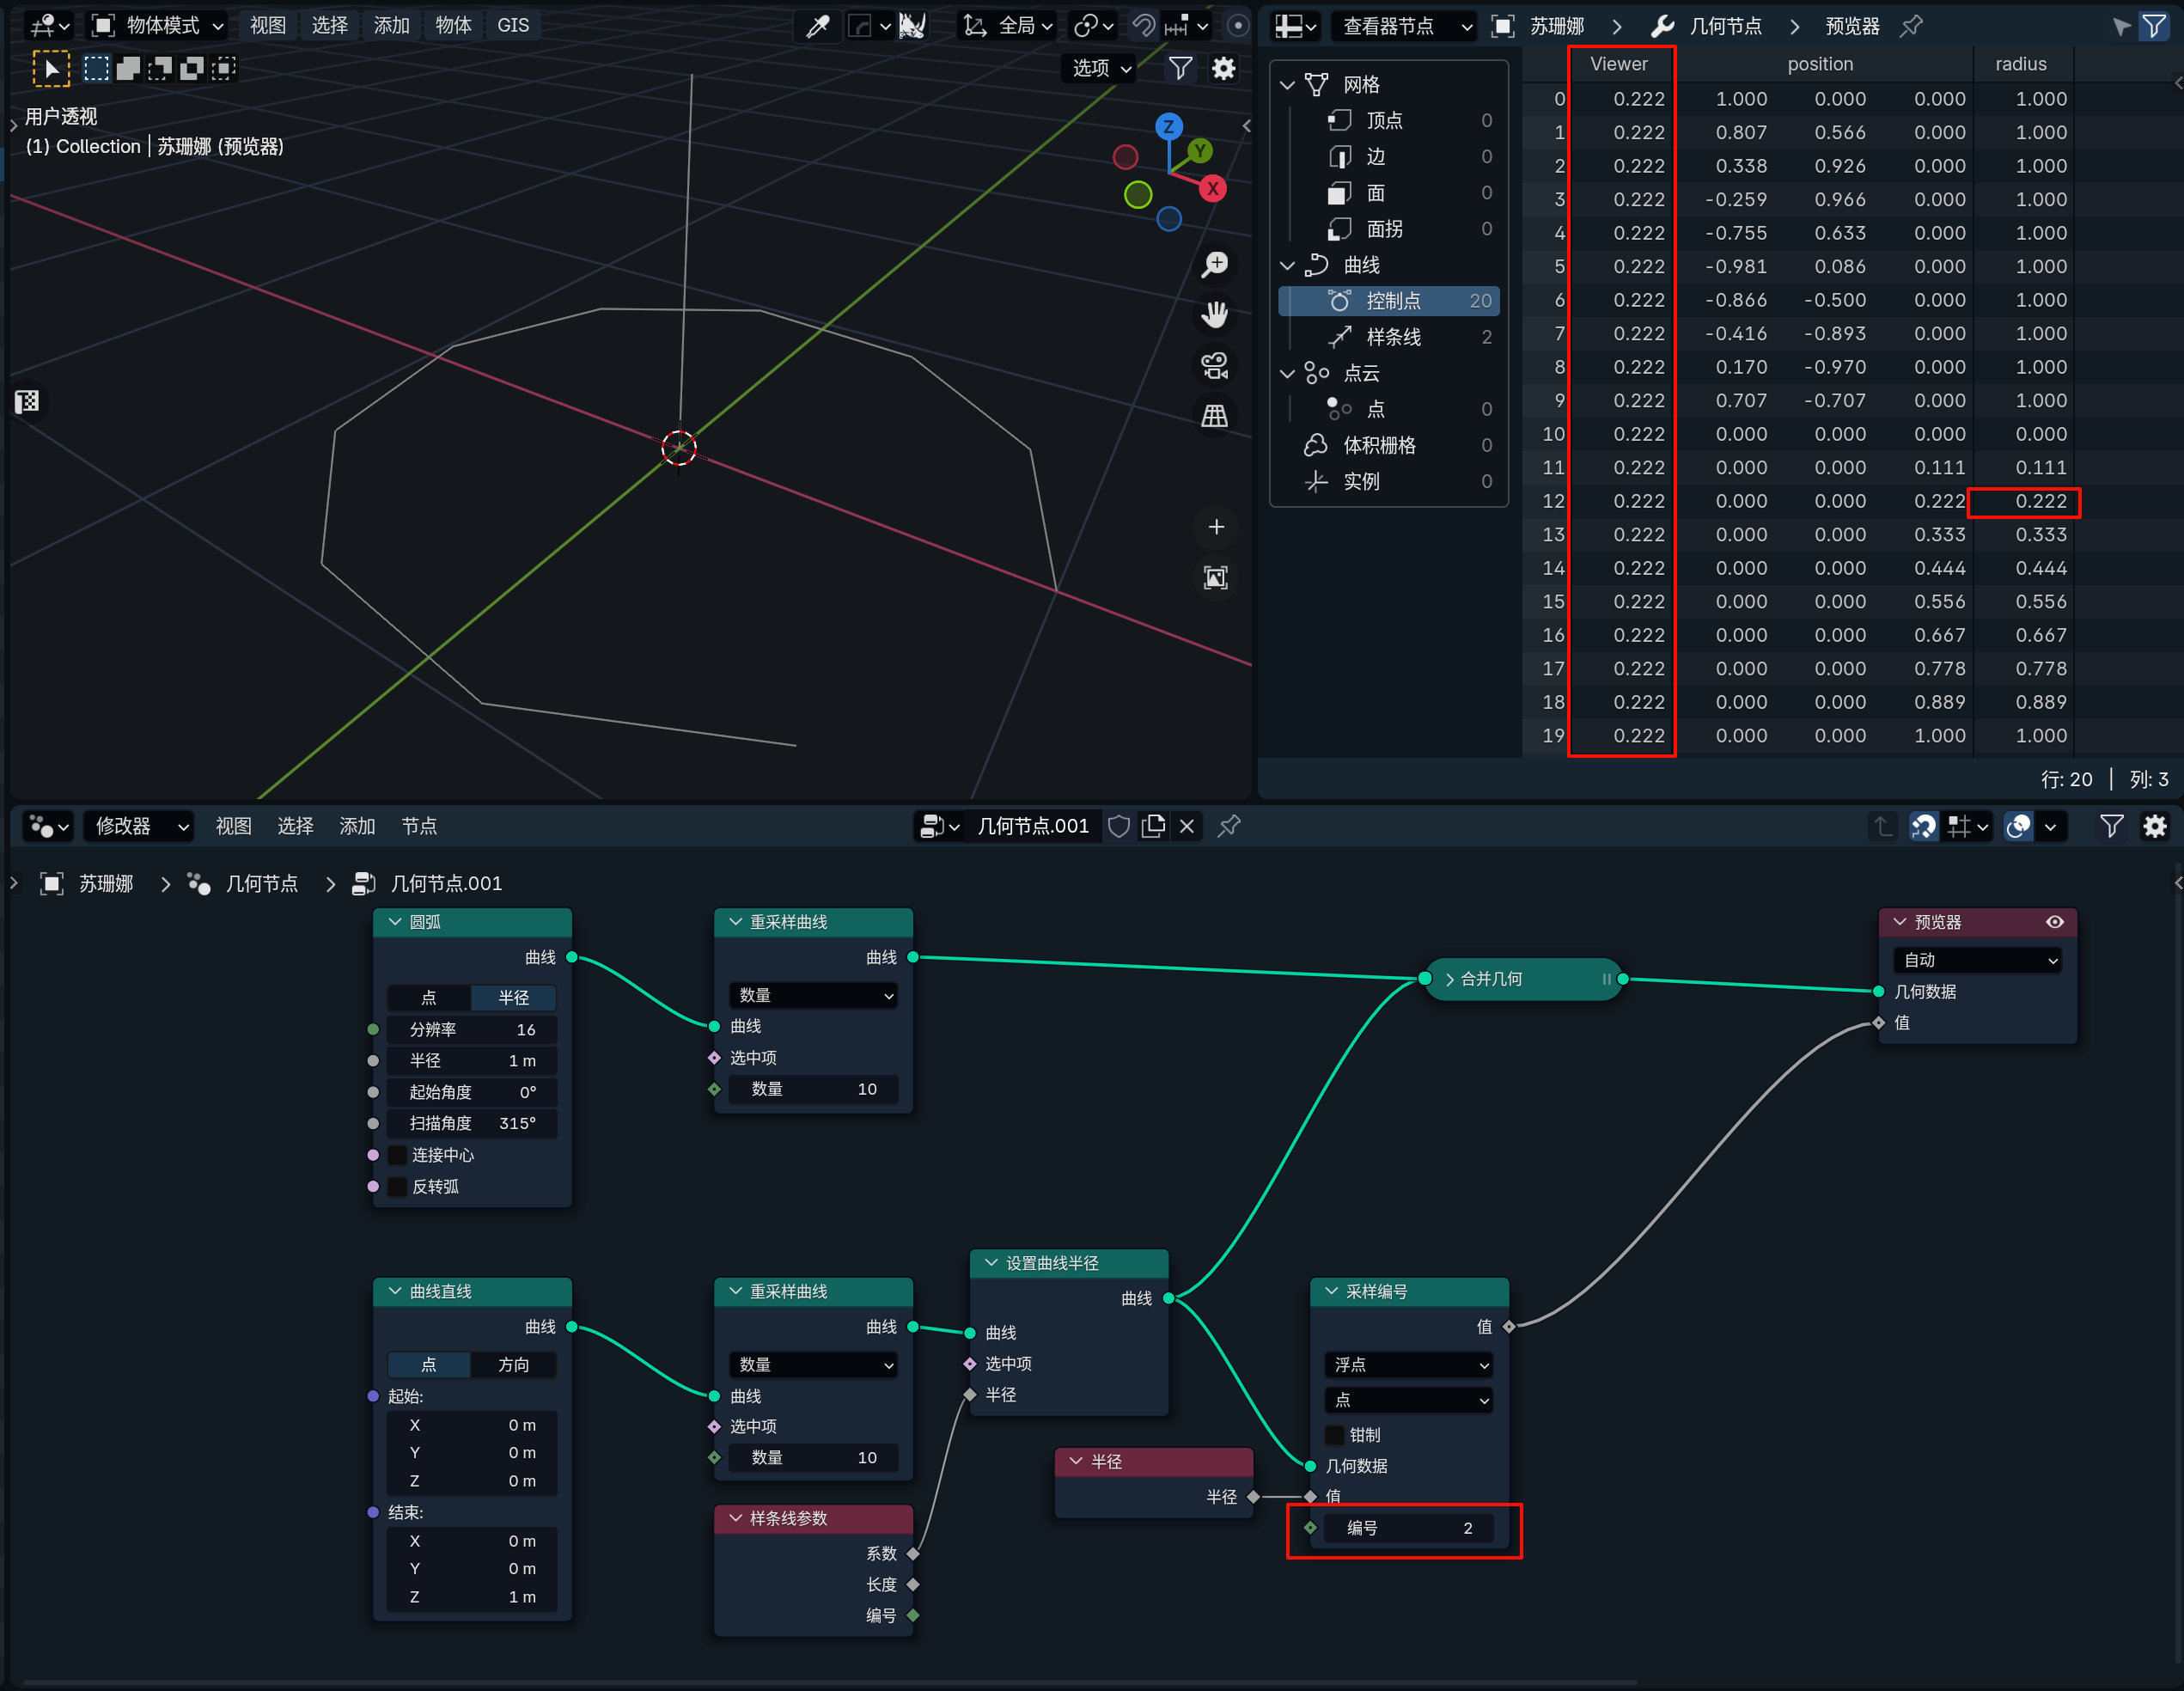 物体模式 视图 选择 添加 物体 GIS 全局
选项
用户透视
(1) Collection | 苏珊娜 (预览器)
Z
Y
X
查看器节点 苏珊娜 > 几何节点 > 预览器
网格
顶点 0
边 0
面 0
面拐 0
曲线
控制点 20
样条线 2
点云
点 0
体积栅格 0
实例 0
Viewer position radius
0 0.222 1.000 0.000 0.000 1.000
1 0.222 0.807 0.566 0.000 1.000
2 0.222 0.338 0.926 0.000 1.000
3 0.222 -0.259 0.966 0.000 1.000
4 0.222 -0.755 0.633 0.000 1.000
5 0.222 -0.981 0.086 0.000 1.000
6 0.222 -0.866 -0.500 0.000 1.000
7 0.222 -0.416 -0.893 0.000 1.000
8 0.222 0.170 -0.970 0.000 1.000
9 0.222 0.707 -0.707 0.000 1.000
10 0.222 0.000 0.000 0.000 0.000
11 0.222 0.000 0.000 0.111 0.111
12 0.222 0.000 0.000 0.222 0.222
13 0.222 0.000 0.000 0.333 0.333
14 0.222 0.000 0.000 0.444 0.444
15 0.222 0.000 0.000 0.556 0.556
16 0.222 0.000 0.000 0.667 0.667
17 0.222 0.000 0.000 0.778 0.778
18 0.222 0.000 0.000 0.889 0.889
19 0.222 0.000 0.000 1.000 1.000
行: 20 | 列: 3
修改器 视图 选择 添加 节点 几何节点.001
苏珊娜 > 几何节点 > 几何节点.001
圆弧
曲线
点 半径
分辨率 16
半径 1 m
起始角度 0°
扫描角度 315°
连接中心
反转弧
重采样曲线
曲线
数量
曲线
选中项
数量 10
合并几何
预览器
自动
几何数据
值
曲线直线
曲线
点 方向
起始:
X 0 m
Y 0 m
Z 0 m
结束:
X 0 m
Y 0 m
Z 1 m
重采样曲线
曲线
数量
曲线
选中项
数量 10
样条线参数
系数
长度
编号
设置曲线半径
曲线
曲线
选中项
半径
半径
半径
采样编号
值
浮点
点
钳制
几何数据
值
编号 2